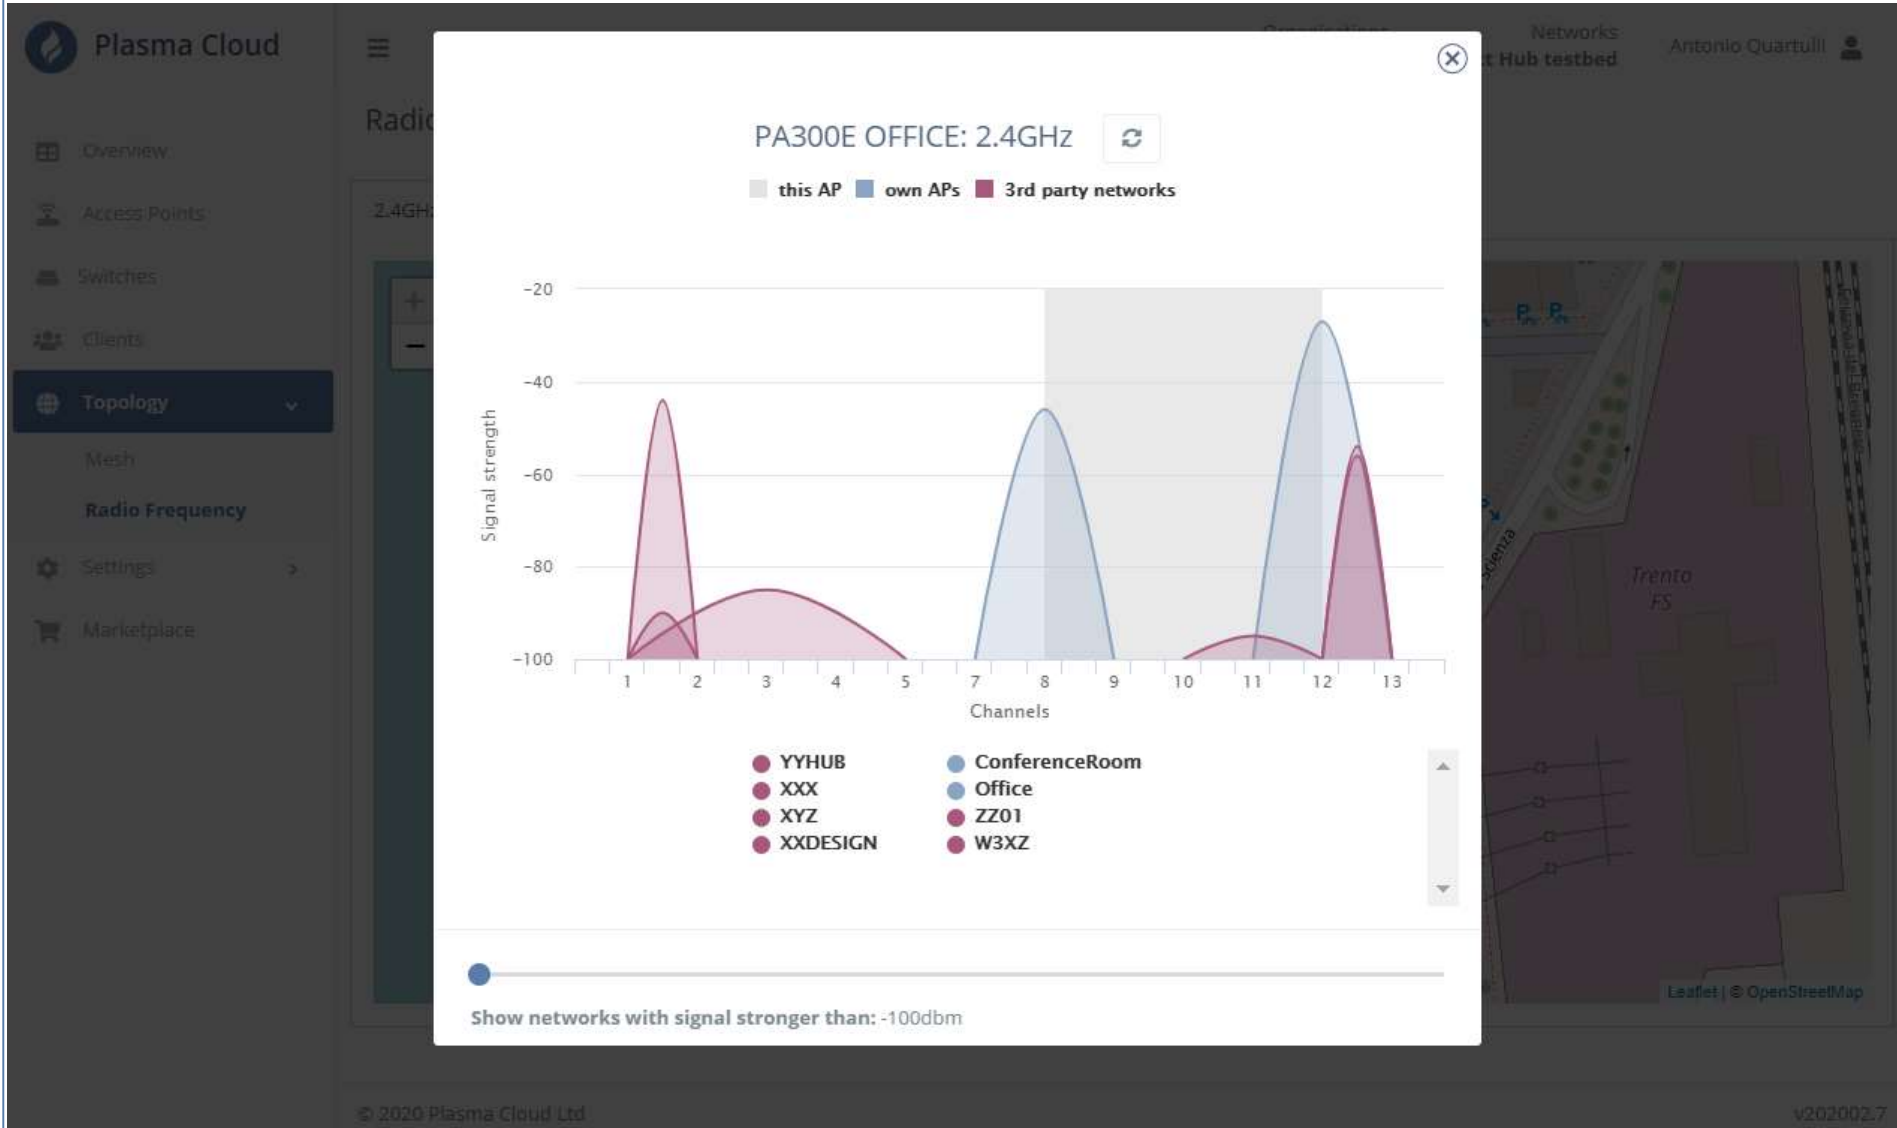 Plasma Cloud
Networks
t Hub testbed
Antonio Quartulli
Overview
Access Points
Switches
Clients
Topology
Mesh
Radio Frequency
Settings
Marketplace
Radio
2.4GHz
PA300E OFFICE: 2.4GHz
this AP own APs 3rd party networks
Signal strength
-20
-40
-60
-80
-100
1 2 3 4 5 7 8 9 10 11 12 13
Channels
YYHUB ConferenceRoom
XXX Office
XYZ ZZ01
XXDESIGN W3XZ
Show networks with signal stronger than: -100dbm
P P
scienza
Trento
FS
Leaflet | © OpenStreetMap
© 2020 Plasma Cloud Ltd
v202002.7